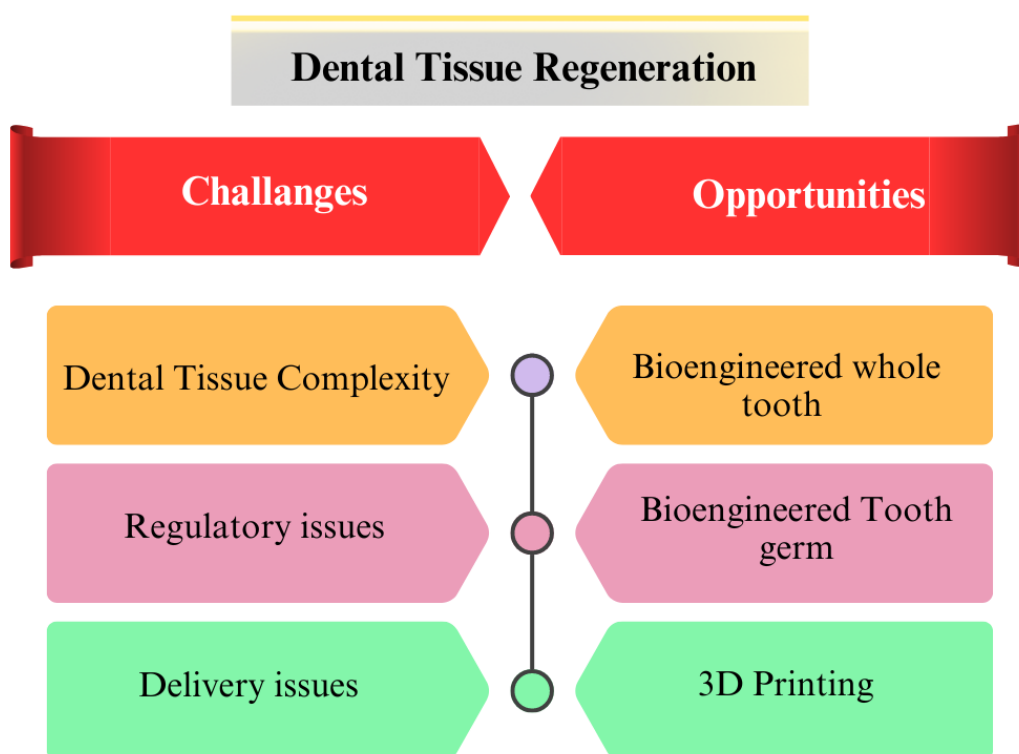 Dental Tissue Regeneration
Challanges
Opportunities
Dental Tissue Complexity
Bioengineered whole
tooth
Regulatory issues
Bioengineered Tooth
germ
Delivery issues
3D Printing